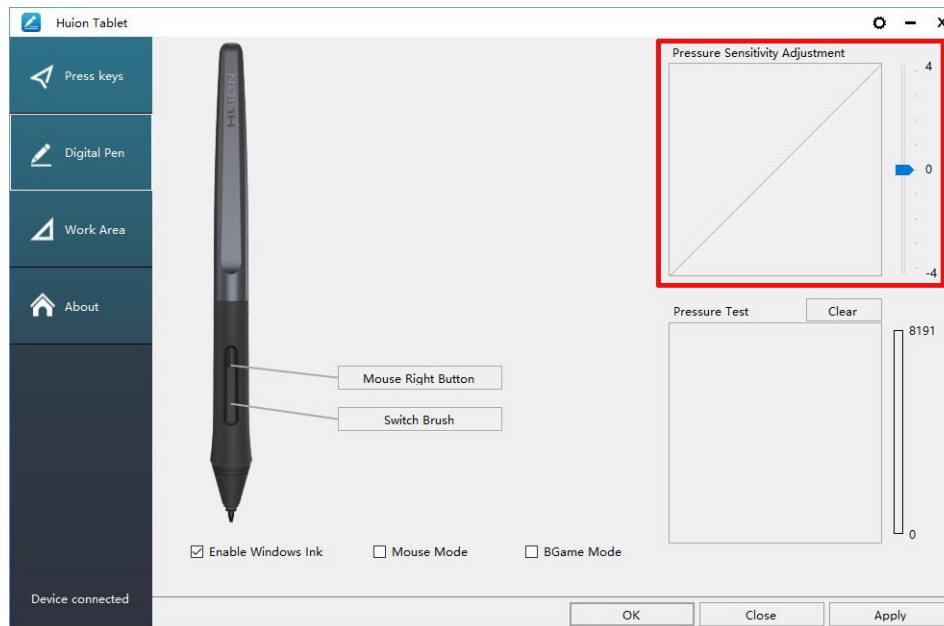 Huion Tablet
Press keys
Digital Pen
Work Area
About
Device connected
HUION
Mouse Right Button
Switch Brush
Enable Windows Ink
Mouse Mode
BGame Mode
Pressure Sensitivity Adjustment
4
0
-4
Pressure Test
Clear
8191
0
OK
Close
Apply